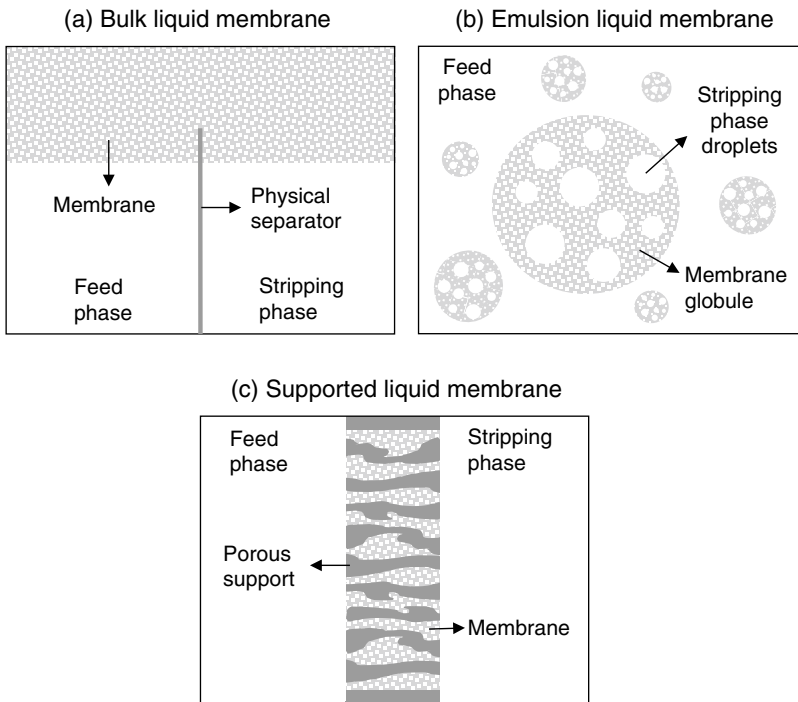 (a) Bulk liquid membrane
Membrane
Physical
separator
Feed
phase
Stripping
phase
(b) Emulsion liquid membrane
Feed
phase
Stripping
phase
droplets
Membrane
globule
(c) Supported liquid membrane
Feed
phase
Stripping
phase
Porous
support
Membrane